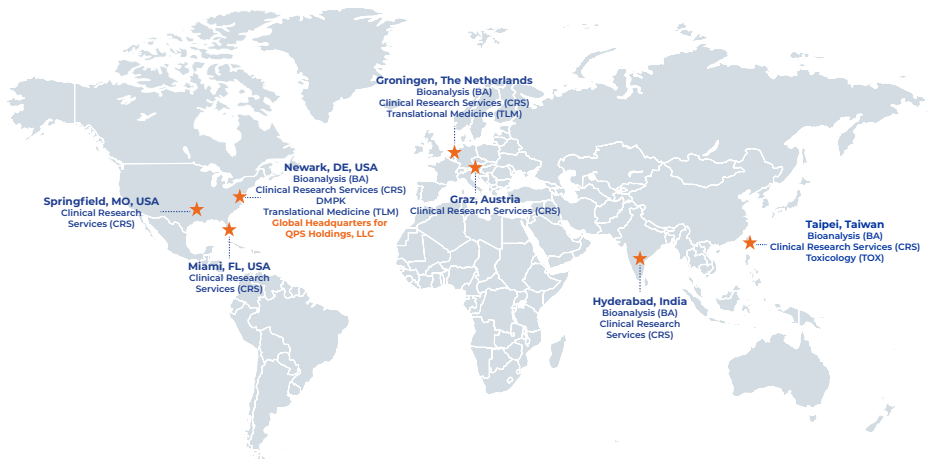 Groningen, The Netherlands
Bioanalysis (BA)
Clinical Research Services (CRS)
Translational Medicine (TLM)
Newark, DE, USA
Bioanalysis (BA)
Clinical Research Services (CRS)
DMPK
Translational Medicine (TLM)
Global Headquarters for
QPS Holdings, LLC
Springfield, MO, USA
Clinical Research
Services (CRS)
Graz, Austria
Clinical Research Services (CRS)
Taipei, Taiwan
Bioanalysis (BA)
Clinical Research Services (CRS)
Toxicology (TOX)
Miami, FL, USA
Clinical Research
Services (CRS)
Hyderabad, India
Bioanalysis (BA)
Clinical Research
Services (CRS)